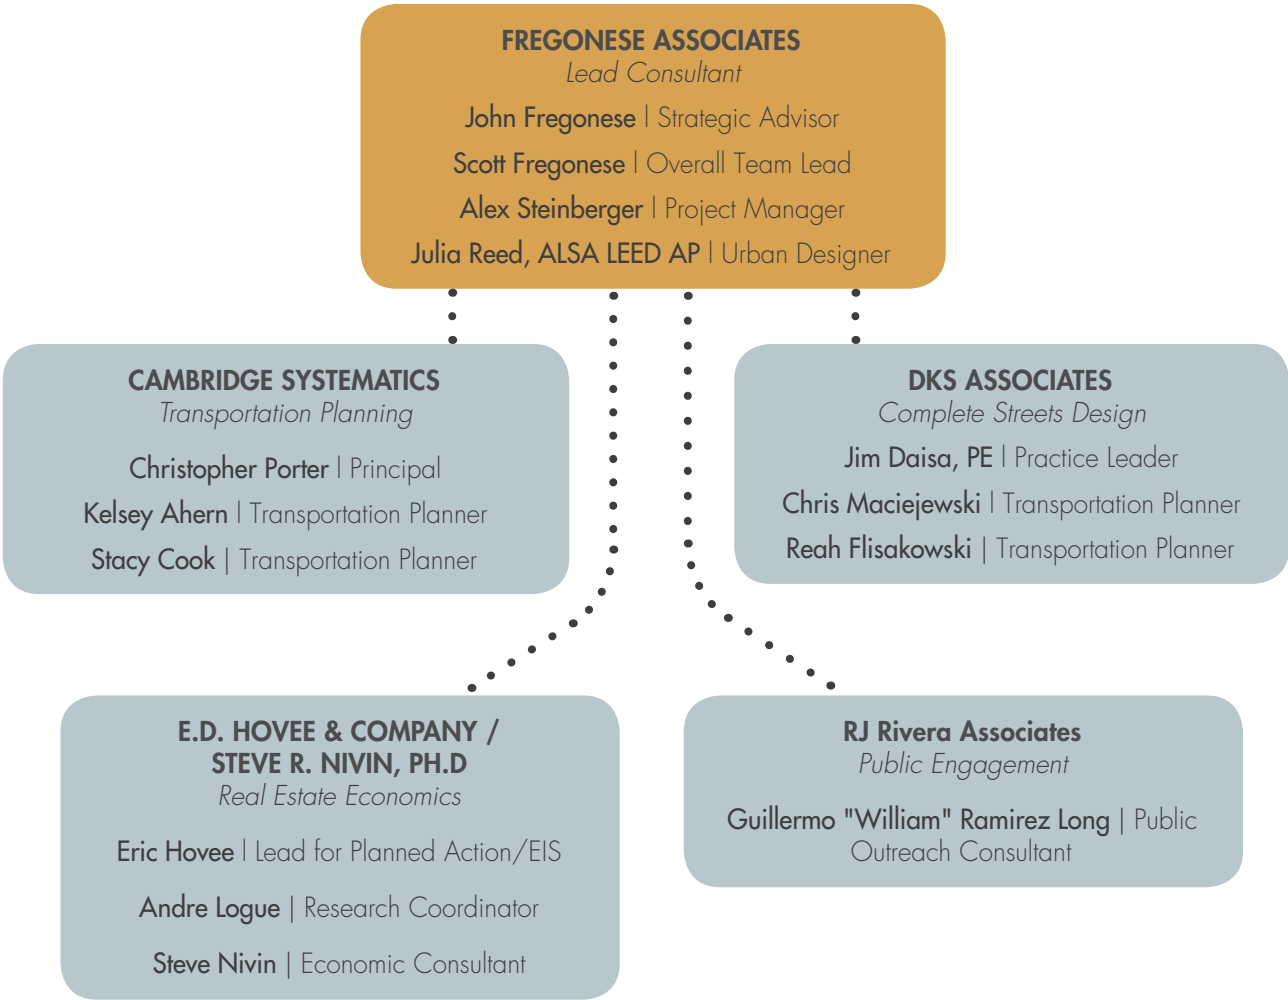 FREGONESE ASSOCIATES
Lead Consultant
John Fregonese | Strategic Advisor
Scott Fregonese | Overall Team Lead
Alex Steinberger | Project Manager
Julia Reed, ALSA LEED AP | Urban Designer
CAMBRIDGE SYSTEMATICS
Transportation Planning
Christopher Porter | Principal
Kelsey Ahern | Transportation Planner
Stacy Cook | Transportation Planner
DKS ASSOCIATES
Complete Streets Design
Jim Daisa, PE | Practice Leader
Chris Maciejewski | Transportation Planner
Reah Flisakowski | Transportation Planner
E.D. HOVEE & COMPANY /
STEVE R. NIVIN, PH.D
Real Estate Economics
Eric Hovee | Lead for Planned Action/EIS
Andre Logue | Research Coordinator
Steve Nivin | Economic Consultant
RJ Rivera Associates
Public Engagement
Guillermo "William" Ramirez Long | Public
Outreach Consultant